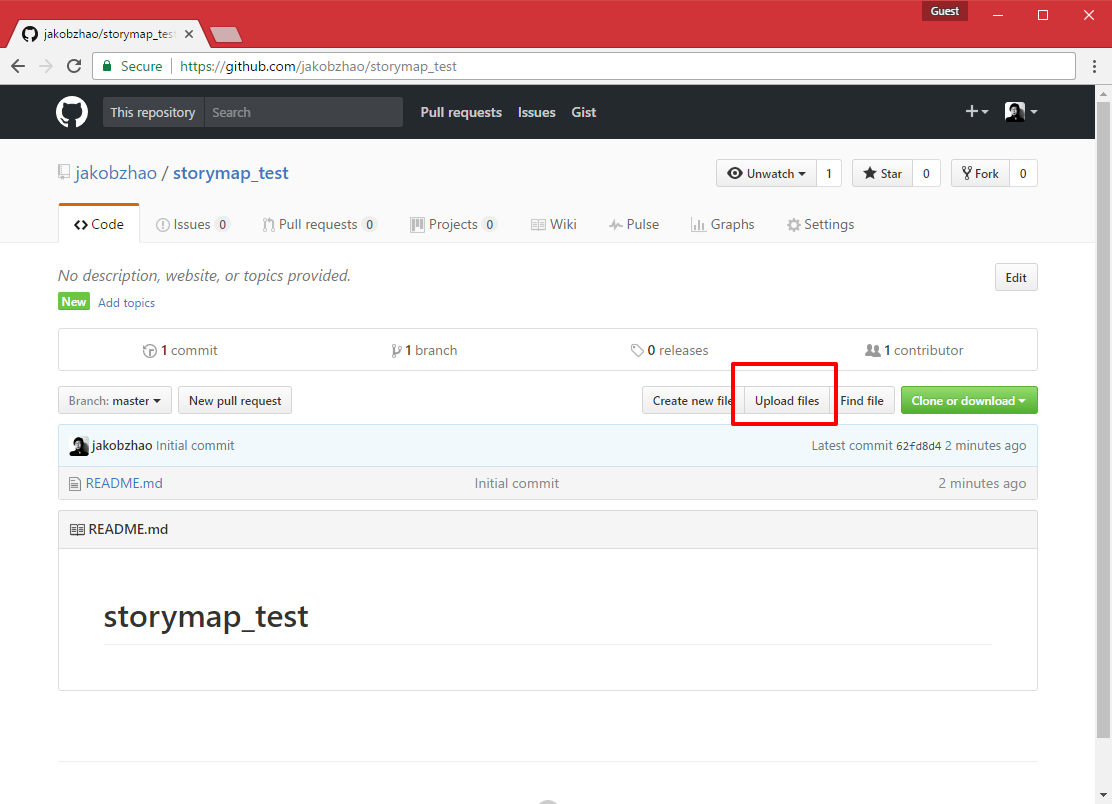 Guest
jakobzhao/storymap_test
Secure https://github.com/jakobzhao/storymap_test
This repository Search Pull requests Issues Gist
jakobzhao / storymap_test Unwatch 1 Star 0 Fork 0
Code Issues 0 Pull requests 0 Projects 0 Wiki Pulse Graphs Settings
No description, website, or topics provided. Edit
New Add topics
1 commit 1 branch 0 releases 1 contributor
Branch: master New pull request Create new file Upload files Find file Clone or download
jakobzhao Initial commit Latest commit 62fd8d4 2 minutes ago
README.md Initial commit 2 minutes ago
README.md
storymap_test